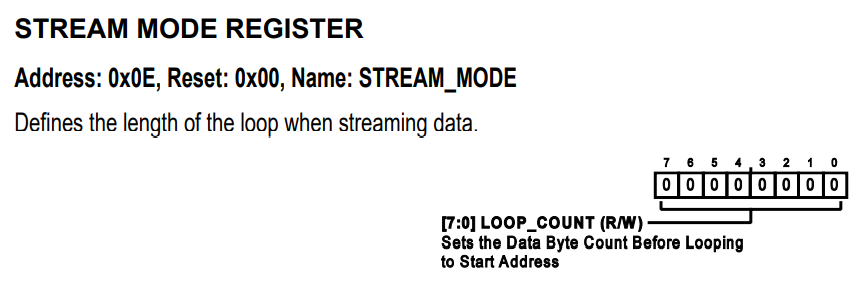 STREAM MODE REGISTER
Address: 0x0E, Reset: 0x00, Name: STREAM_MODE
Defines the length of the loop when streaming data.
7 6 5 4 3 2 1 0
0 0 0 0 0 0 0 0
[7:0] LOOP_COUNT (R/W)
Sets the Data Byte Count Before Looping
to Start Address